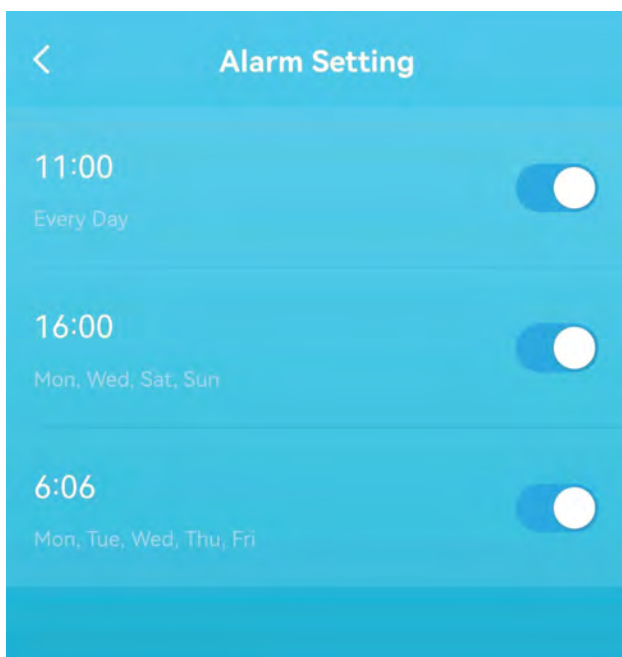 Alarm Setting
11:00
Every Day
16:00
Mon, Wed, Sat, Sun
6:06
Mon, Tue, Wed, Thu, Fri